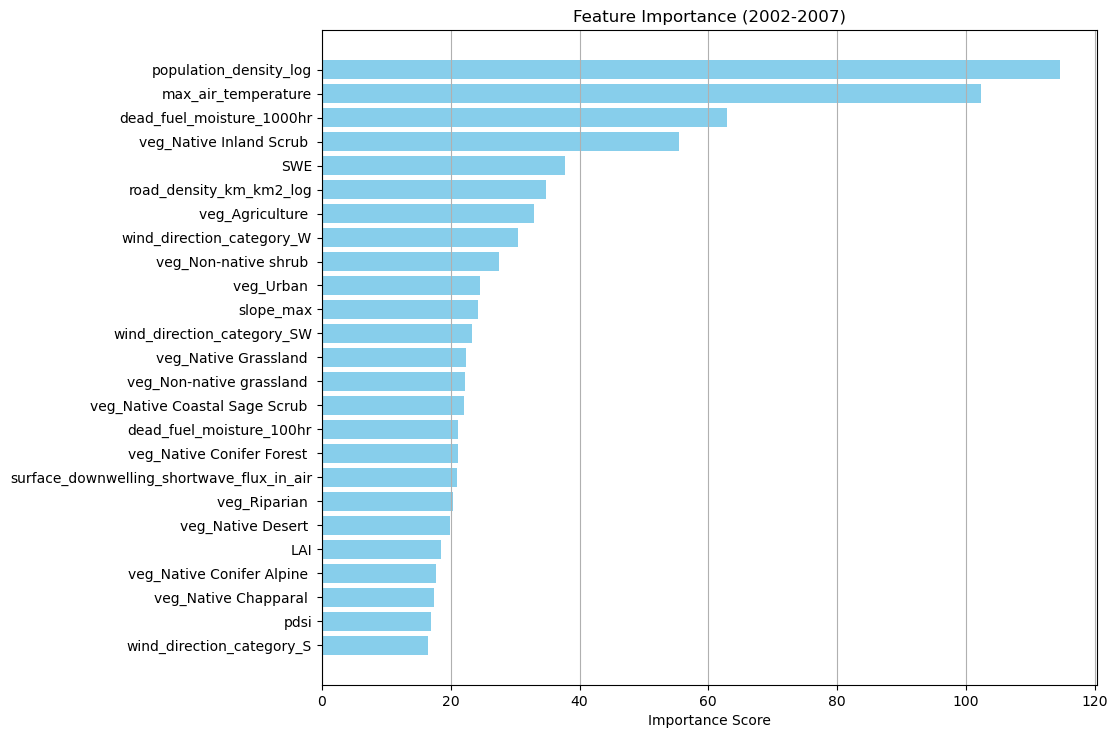 Feature Importance (2002-2007)
population_density_log
max_air_temperature
dead_fuel_moisture_1000hr
veg_Native Inland Scrub
SWE
road_density_km_km2_log
veg_Agriculture
wind_direction_category_W
veg_Non-native shrub
veg_Urban
slope_max
wind_direction_category_SW
veg_Native Grassland
veg_Non-native grassland
veg_Native Coastal Sage Scrub
dead_fuel_moisture_100hr
veg_Native Conifer Forest
surface_downwelling_shortwave_flux_in_air
veg_Riparian
veg_Native Desert
LAI
veg_Native Conifer Alpine
veg_Native Chapparal
pdsi
wind_direction_category_S
0 20 40 60 80 100 120
Importance Score